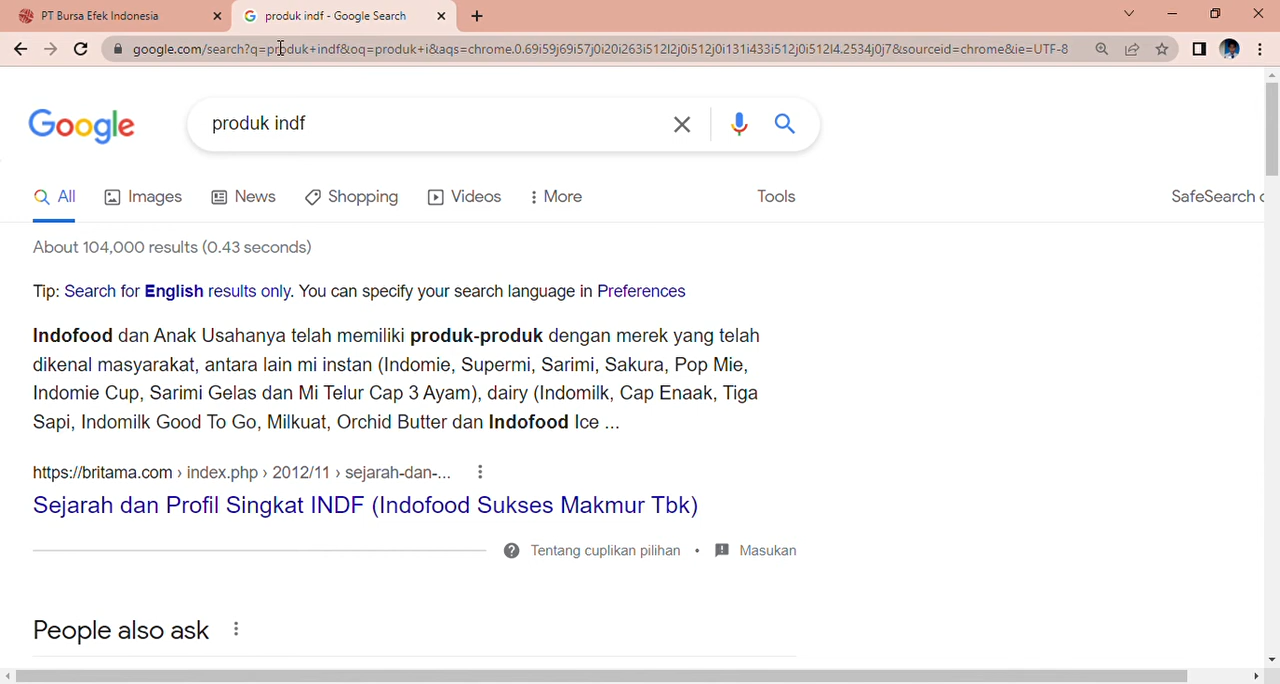 PT Bursa Efek Indonesia
produk indf - Google Search
google.com/search?q=produk+indf&oq=produk+i&aqs=chrome.0.69i59j69i57j0i20i263i512l2j0i512j0i131i433i512j0i512l4.2534j0j7&sourceid=chrome&ie=UTF-8
Google
produk indf
All Images News Shopping Videos More Tools SafeSearch
About 104,000 results (0.43 seconds)
Tip: Search for English results only. You can specify your search language in Preferences
Indofood dan Anak Usahanya telah memiliki produk-produk dengan merek yang telah
dikenal masyarakat, antara lain mi instan (Indomie, Supermi, Sarimi, Sakura, Pop Mie,
Indomie Cup, Sarimi Gelas dan Mi Telur Cap 3 Ayam), dairy (Indomilk, Cap Enaak, Tiga
Sapi, Indomilk Good To Go, Milkuat, Orchid Butter dan Indofood Ice ...
https://britama.com › index.php › 2012/11 › sejarah-dan-...
Sejarah dan Profil Singkat INDF (Indofood Sukses Makmur Tbk)
Tentang cuplikan pilihan • Masukan
People also ask